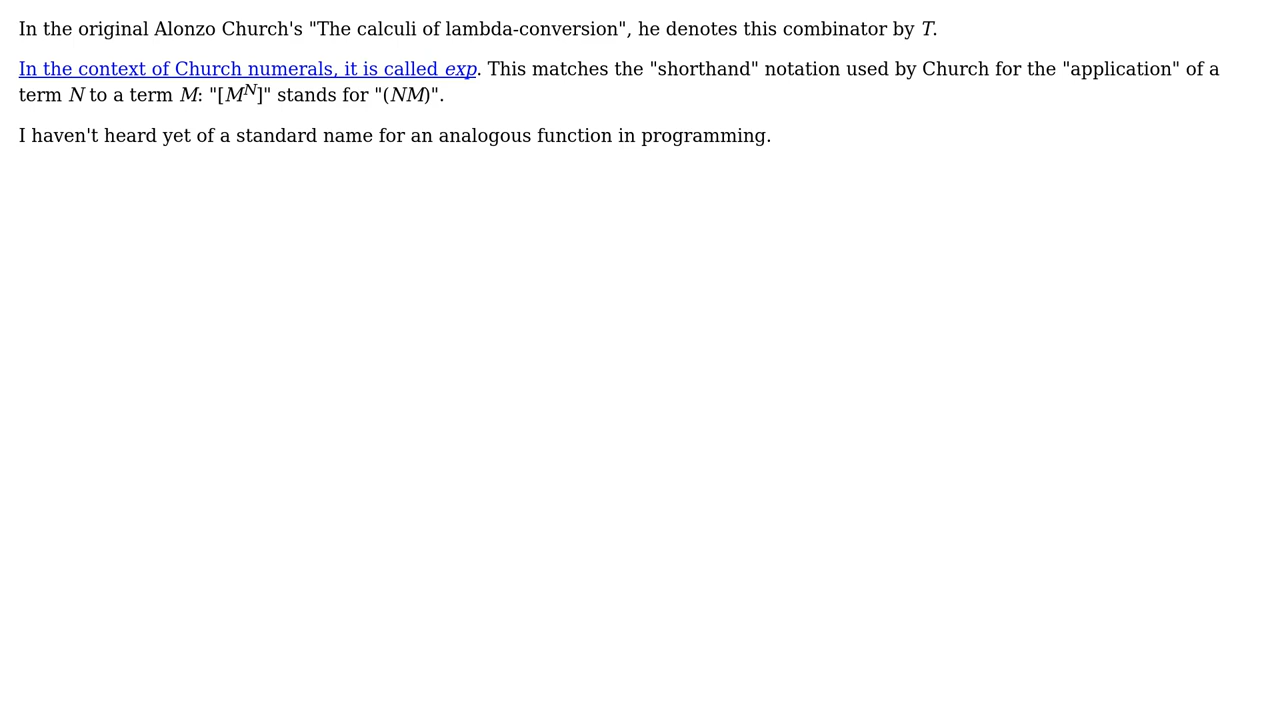 In the original Alonzo Church's "The calculi of lambda-conversion", he denotes this combinator by T.
In the context of Church numerals, it is called exp. This matches the "shorthand" notation used by Church for the "application" of a
term N to a term M: "[M^N]" stands for "(NM)".
I haven't heard yet of a standard name for an analogous function in programming.